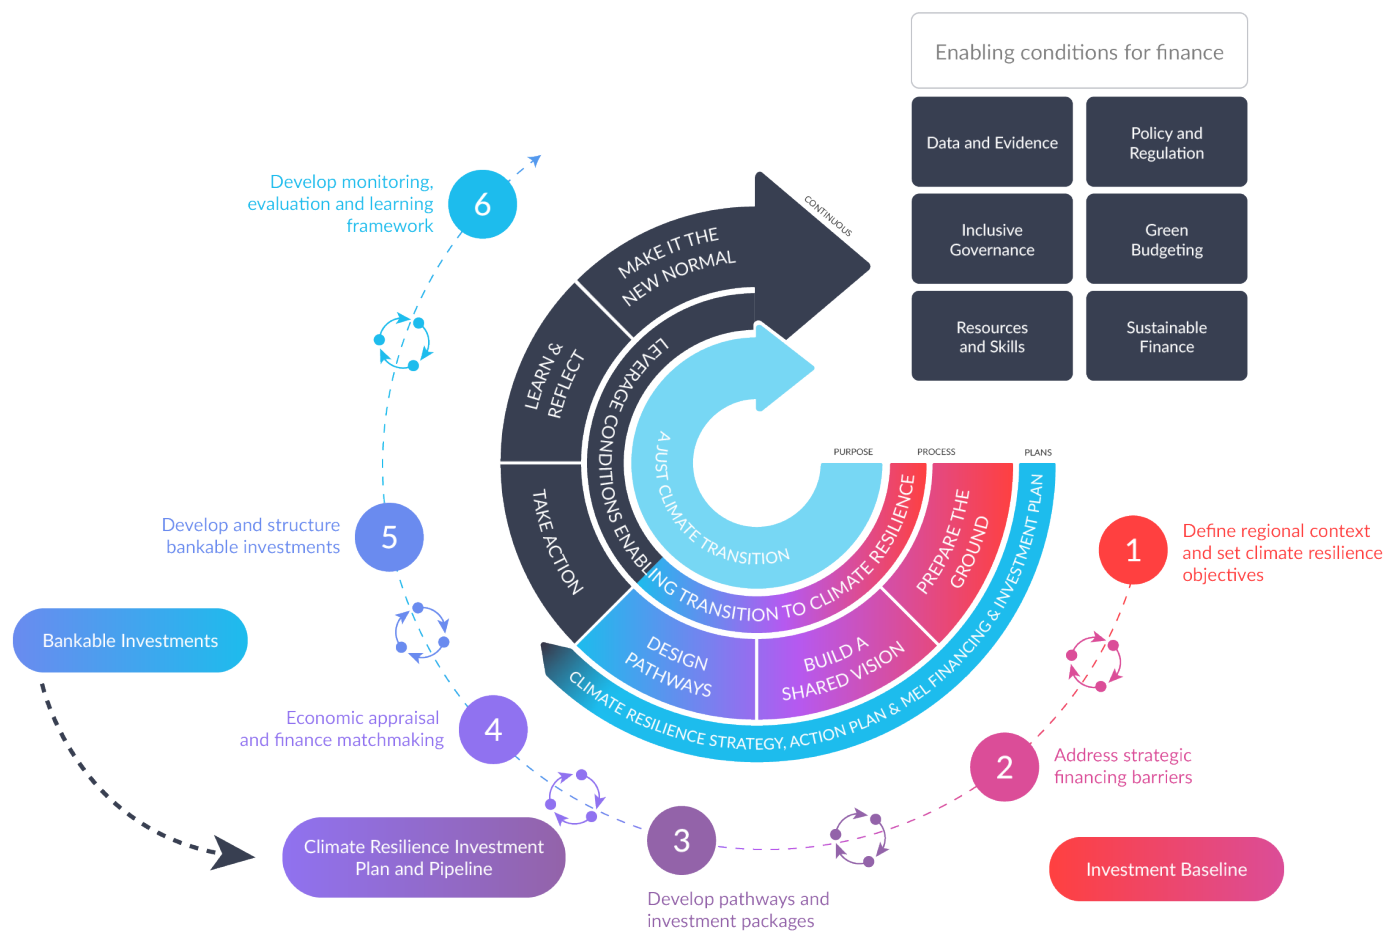 Enabling conditions for finance
Data and Evidence
Policy and
Regulation
Inclusive
Governance
Green
Budgeting
Resources
and Skills
Sustainable
Finance
CONTINUOUS
MAKE IT THE
NEW NORMAL
LEARN &
REFLECT
TAKE ACTION
DESIGN
PATHWAYS
BUILD A
SHARED VISION
PREPARE THE
GROUND
LEVERAGE CONDITIONS ENABLING TRANSITION TO CLIMATE RESILIENCE
A JUST CLIMATE TRANSITION
CLIMATE RESILIENCE STRATEGY, ACTION PLAN & MEL FINANCING & INVESTMENT PLAN
PURPOSE
PROCESS
PLANS
1
Define regional context
and set climate resilience
objectives
2
Address strategic
financing barriers
Investment Baseline
3
Develop pathways and
investment packages
Climate Resilience Investment
Plan and Pipeline
4
Economic appraisal
and finance matchmaking
Bankable Investments
5
Develop and structure
bankable investments
6
Develop monitoring,
evaluation and learning
framework